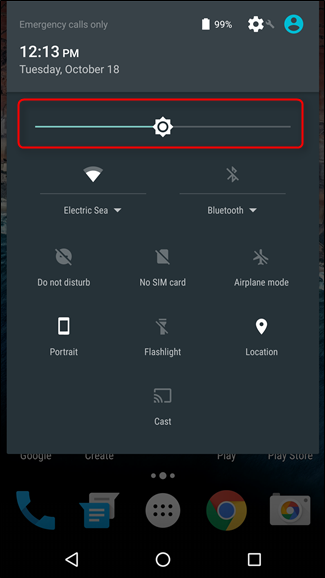 Emergency calls only 99%
12:13 PM
Tuesday, October 18
Electric Sea Bluetooth
Do not disturb No SIM card Airplane mode
Portrait Flashlight Location
Cast
Google Create Play Play Store